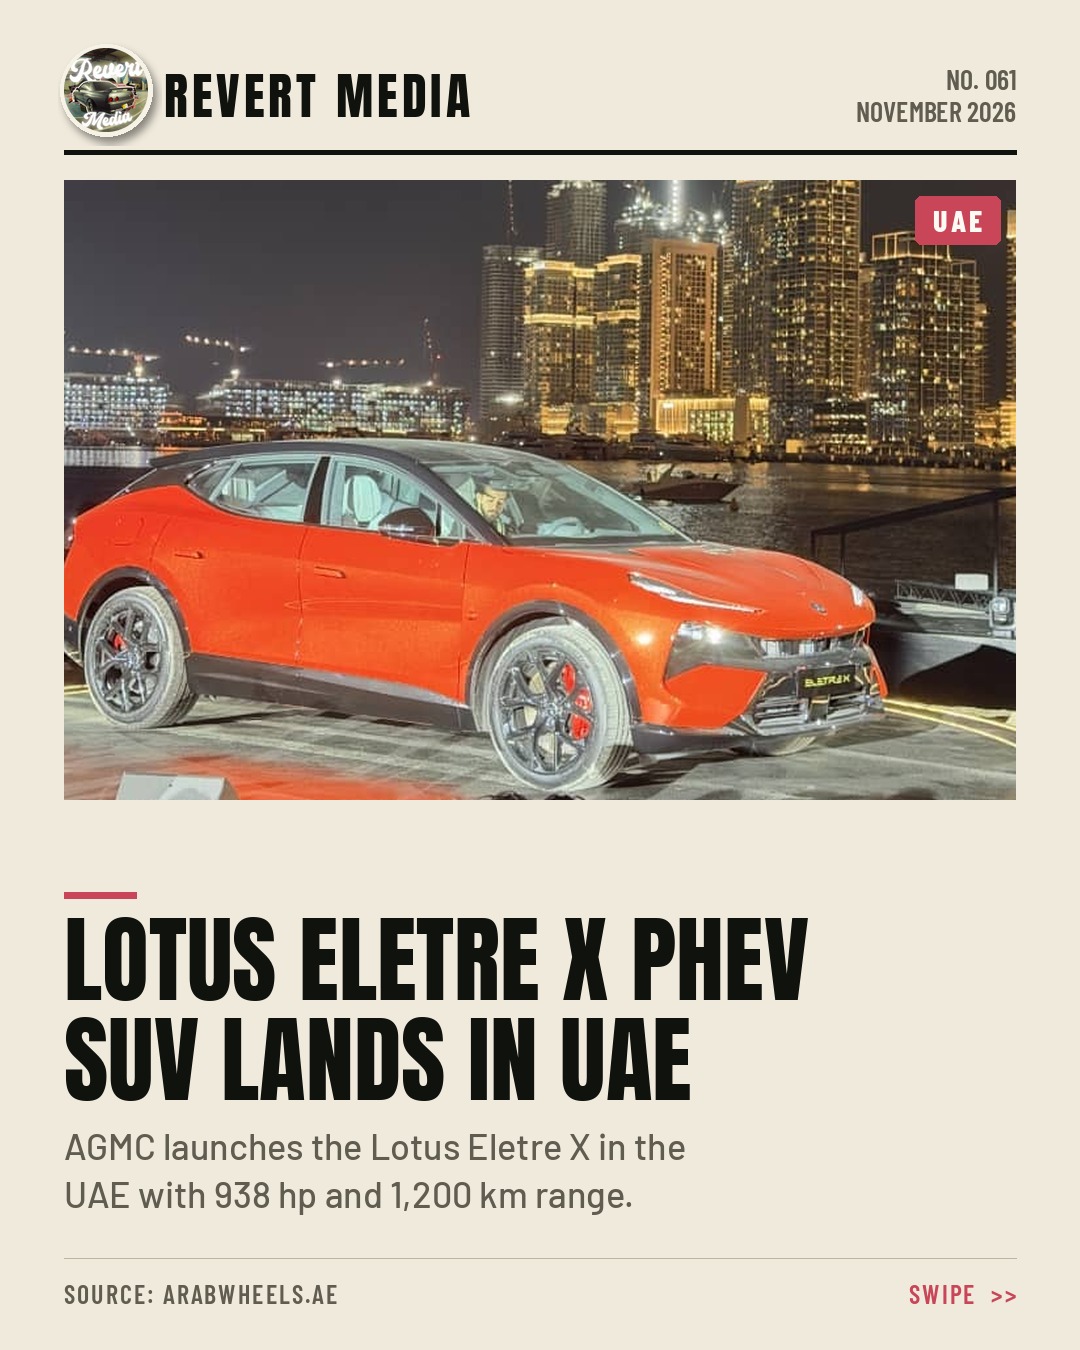 Revert
Media
REVERT MEDIA
NO. 061
NOVEMBER 2026
UAE
ELETRE X
LOTUS ELETRE X PHEV
SUV LANDS IN UAE
AGMC launches the Lotus Eletre X in the
UAE with 938 hp and 1,200 km range.
SOURCE: ARABWHEELS.AE
SWIPE >>